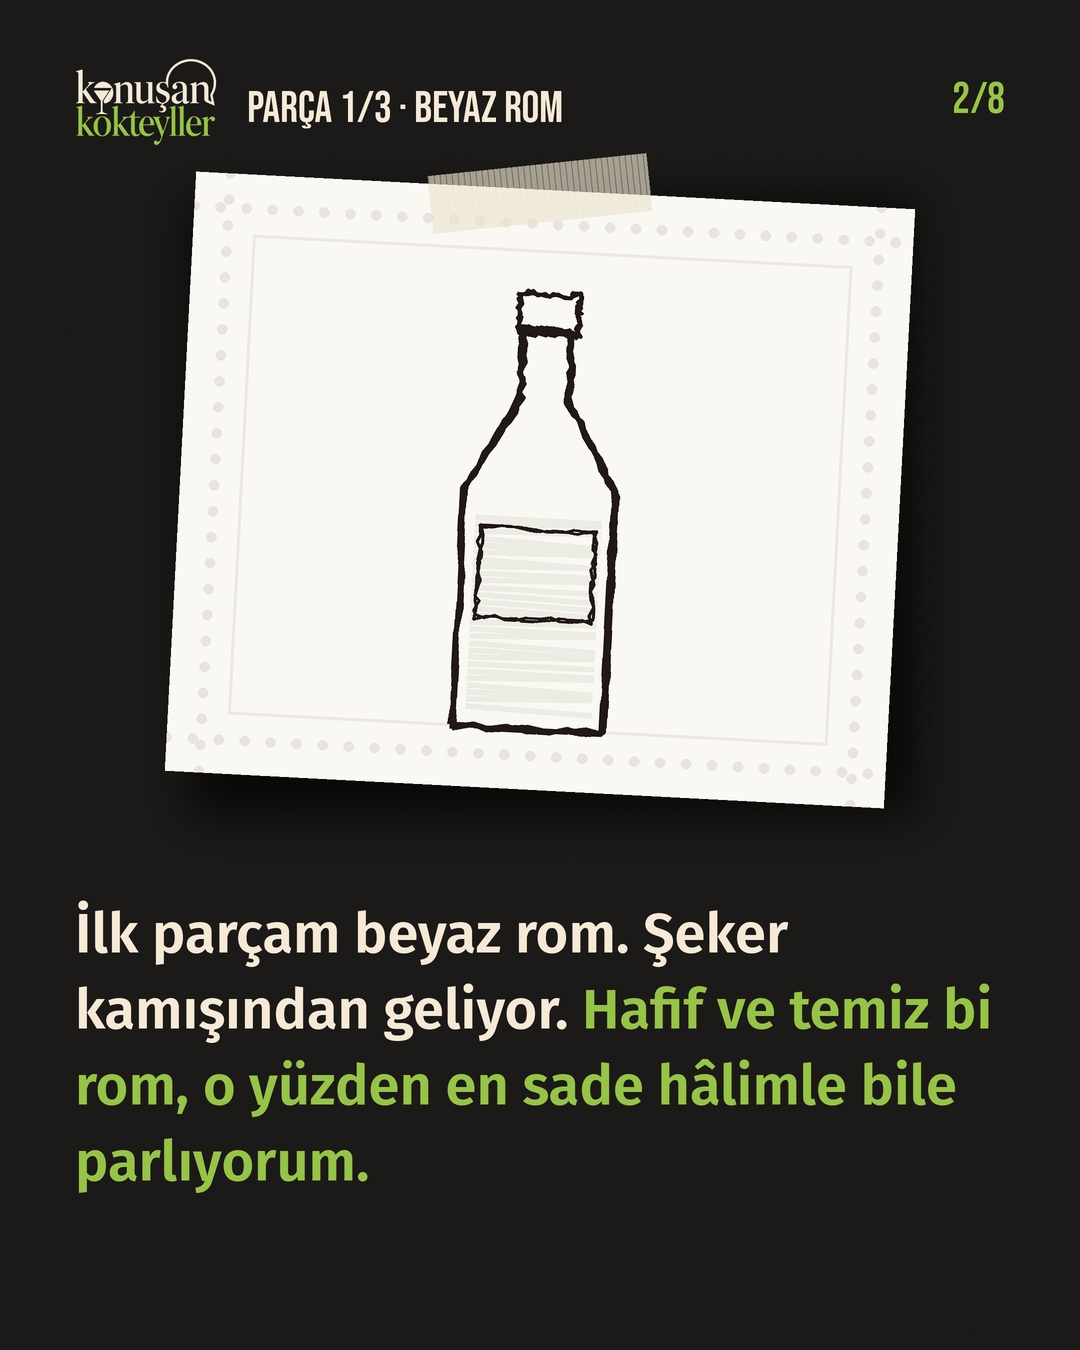 konuşan
kokteyller
PARÇA 1/3 · BEYAZ ROM
2/8
İlk parçam beyaz rom. Şeker
kamışından geliyor. Hafif ve temiz bi
rom, o yüzden en sade hâlimle bile
parlıyorum.